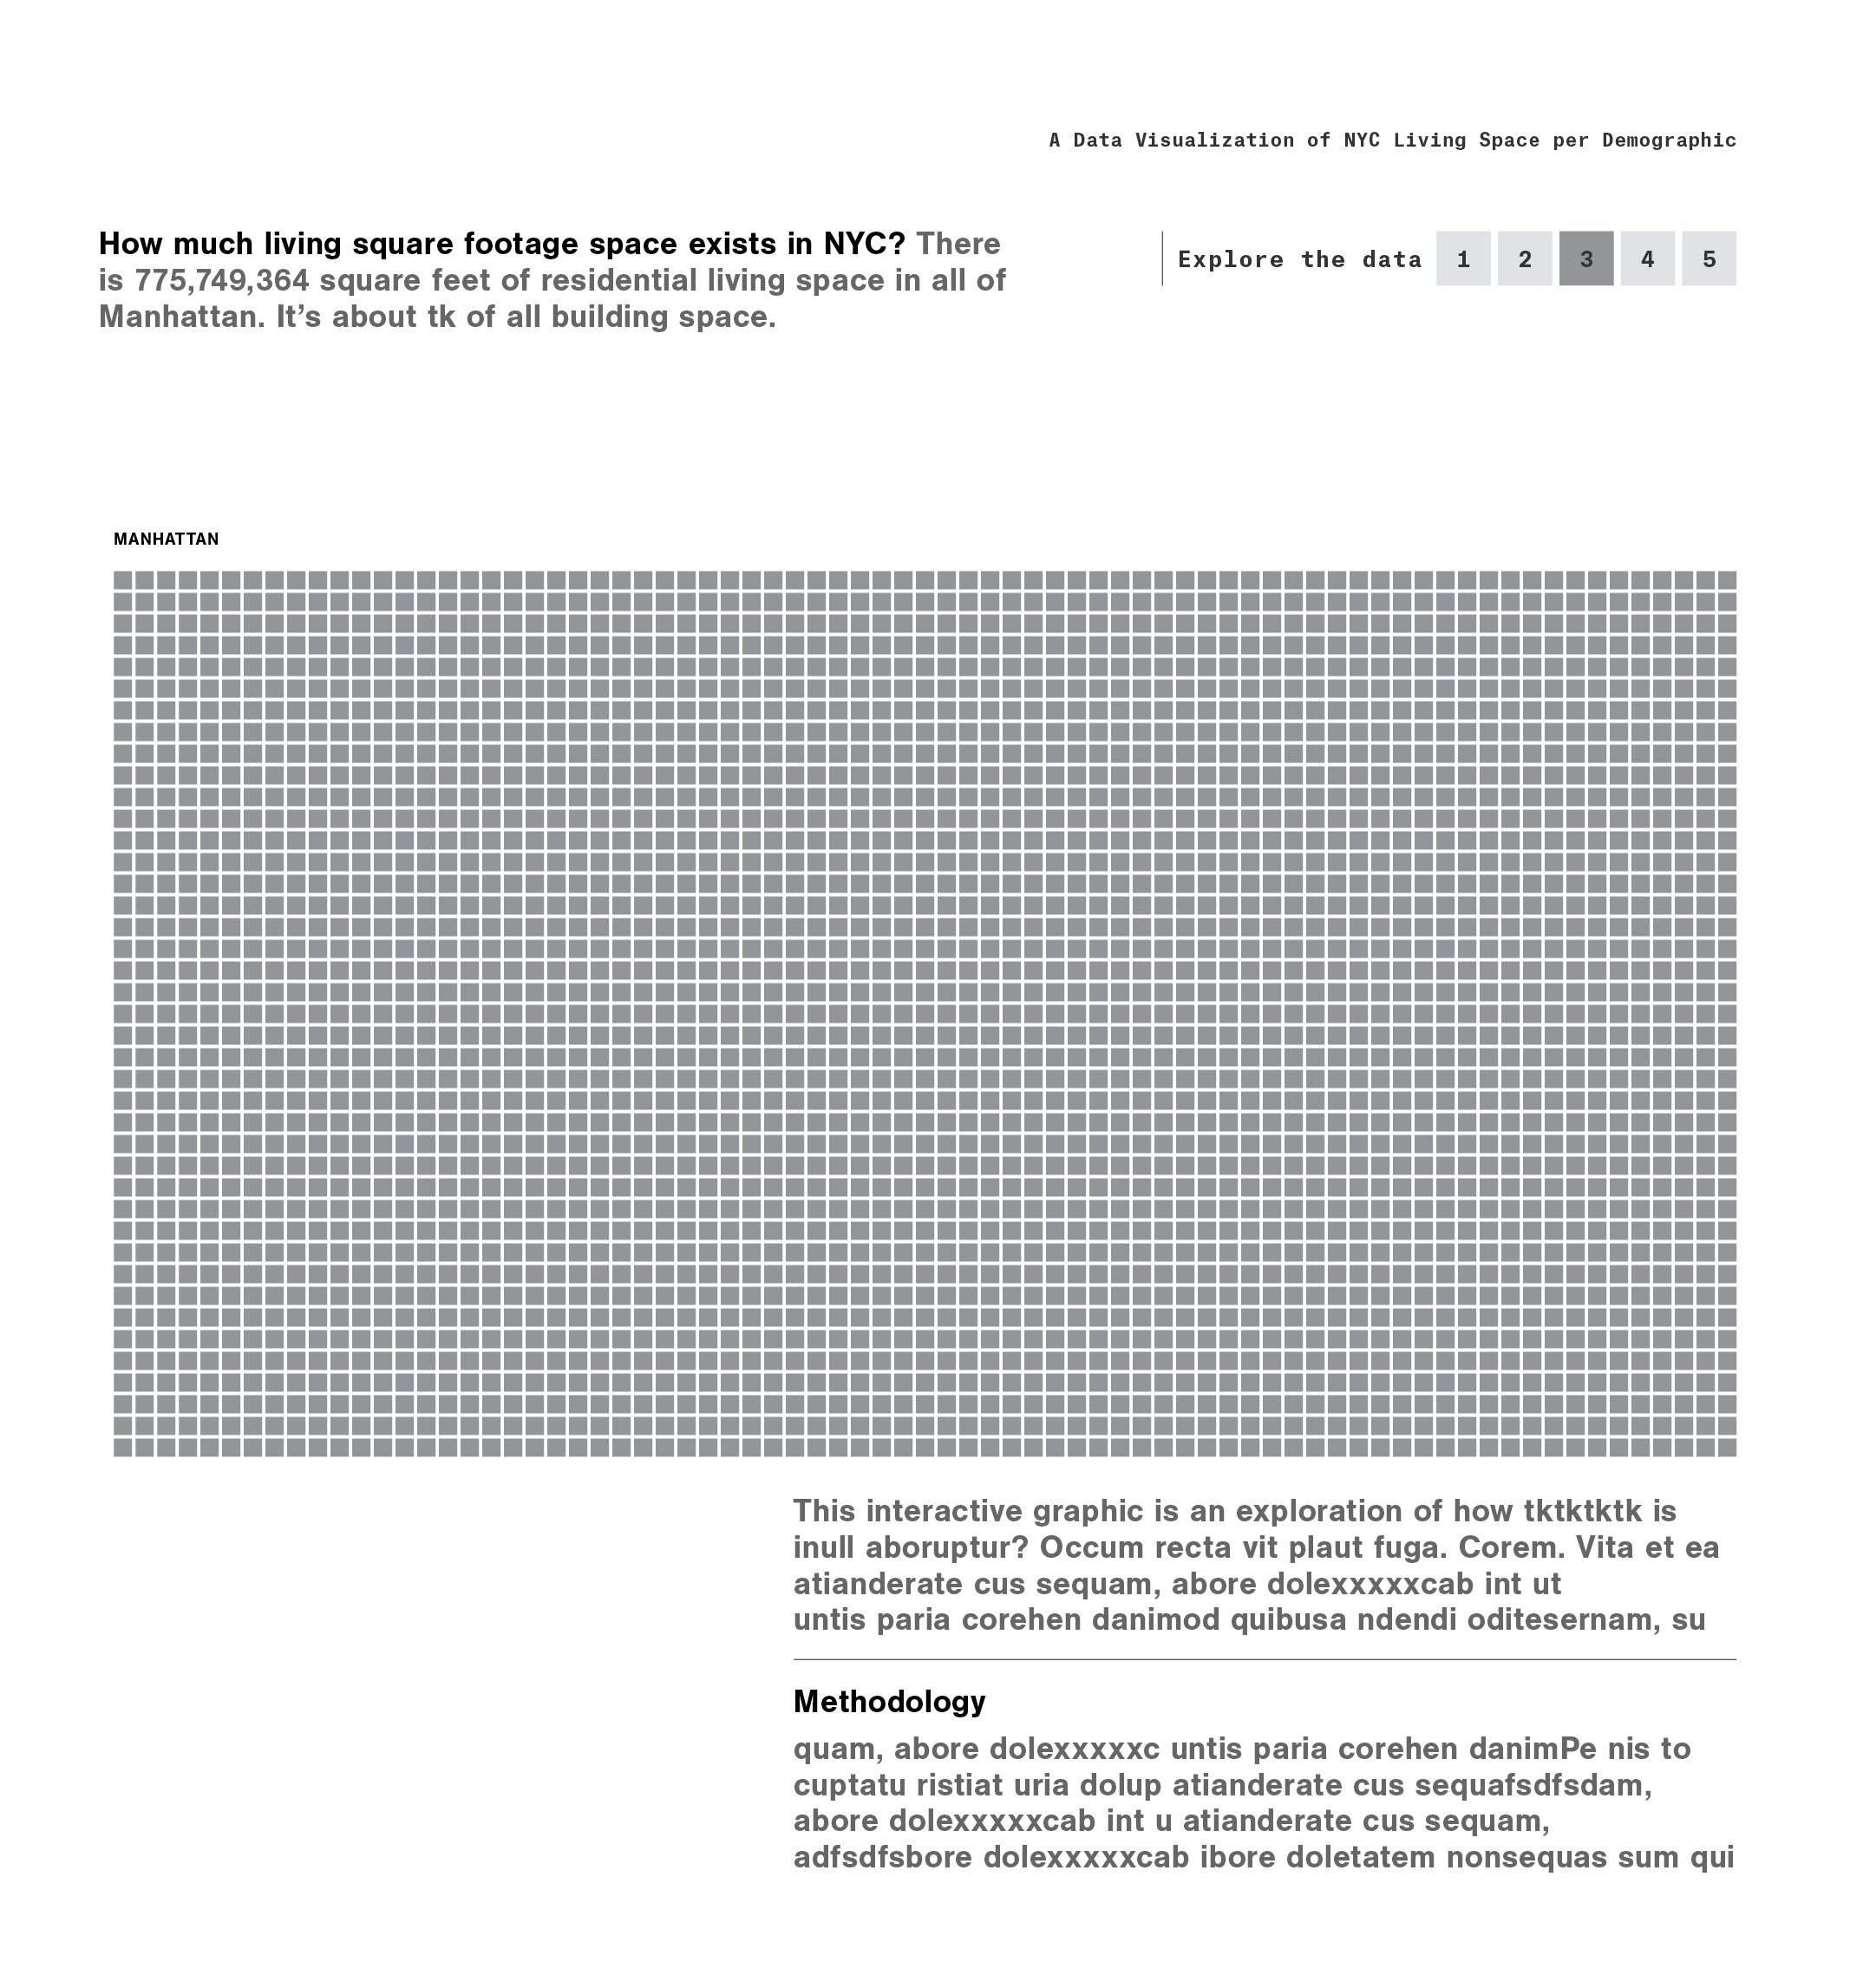 A Data Visualization of NYC Living Space per Demographic
How much living square footage space exists in NYC? There
is 775,749,364 square feet of residential living space in all of
Manhattan. It’s about tk of all building space.
Explore the data 1 2 3 4 5
MANHATTAN
This interactive graphic is an exploration of how tktktktk is
inull aboruptur? Occum recta vit plaut fuga. Corem. Vita et ea
atianderate cus sequam, abore dolexxxxxcab int ut
untis paria corehen danimod quibusa ndendi oditesernam, su
Methodology
quam, abore dolexxxxxc untis paria corehen danimPe nis to
cuptatu ristiat uria dolup atianderate cus sequafsdfsdam,
abore dolexxxxxcab int u atianderate cus sequam,
adfsdfsbore dolexxxxxcab ibore doletatem nonsequas sum qui